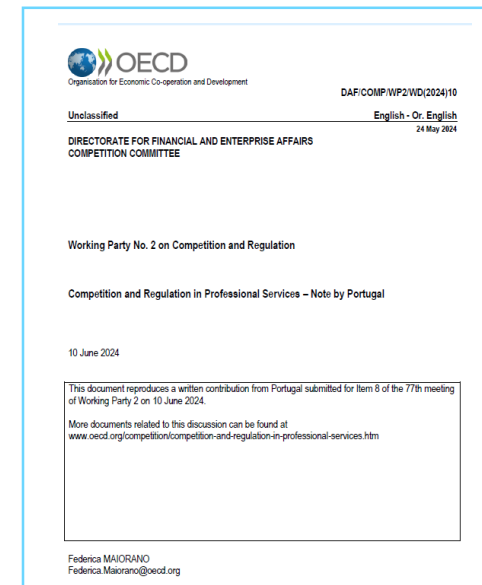 OECD
Organisation for Economic Co-operation and Development
DAF/COMP/WP2/WD(2024)10
Unclassified
English - Or. English
24 May 2024
DIRECTORATE FOR FINANCIAL AND ENTERPRISE AFFAIRS
COMPETITION COMMITTEE
Working Party No. 2 on Competition and Regulation
Competition and Regulation in Professional Services – Note by Portugal
10 June 2024
This document reproduces a written contribution from Portugal submitted for Item 8 of the 77th meeting
of Working Party 2 on 10 June 2024.
More documents related to this discussion can be found at
www.oecd.org/competition/competition-and-regulation-in-professional-services.htm
Federica MAIORANO
Federica.Maiorano@oecd.org